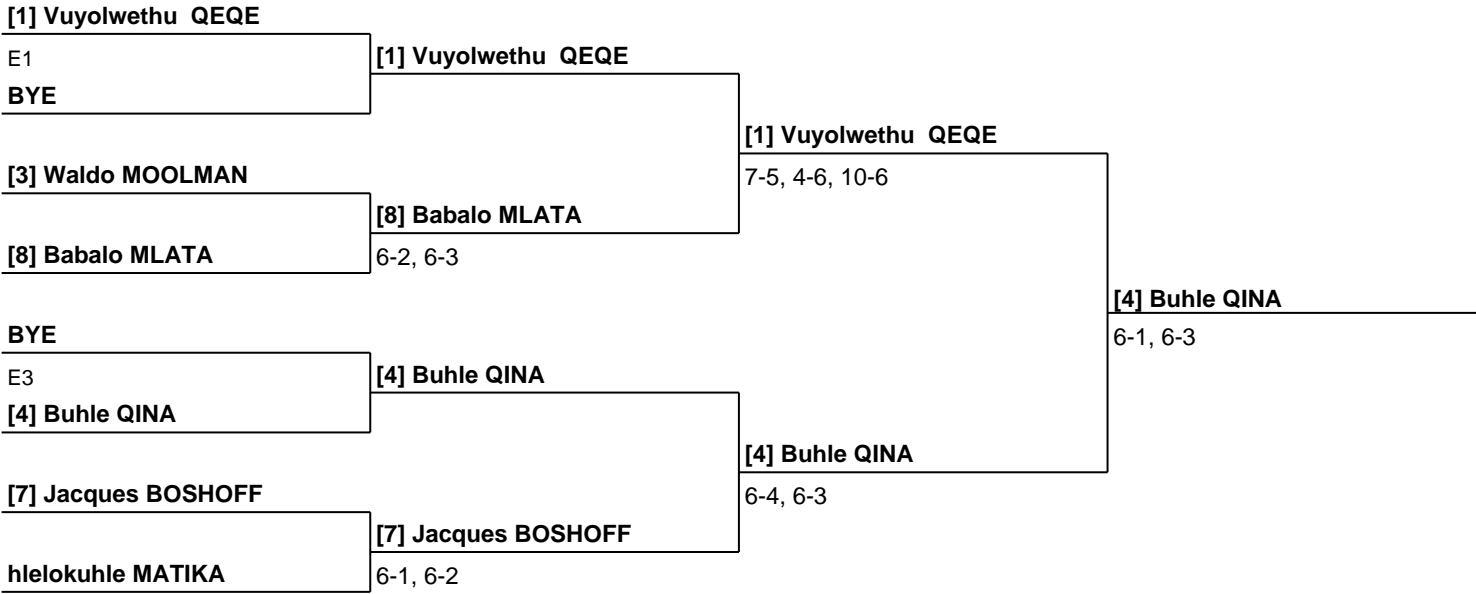 [1] Vuyolwethu  QEQE
E1
[1] Vuyolwethu  QEQE
BYE
[1] Vuyolwethu  QEQE
[3] Waldo MOOLMAN
7-5, 4-6, 10-6
[8] Babalo MLATA
[8] Babalo MLATA
6-2, 6-3
[4] Buhle QINA
BYE
6-1, 6-3
E3
[4] Buhle QINA
[4] Buhle QINA
[4] Buhle QINA
[7] Jacques BOSHOFF
6-4, 6-3
[7] Jacques BOSHOFF
hlelokuhle MATIKA
6-1, 6-2